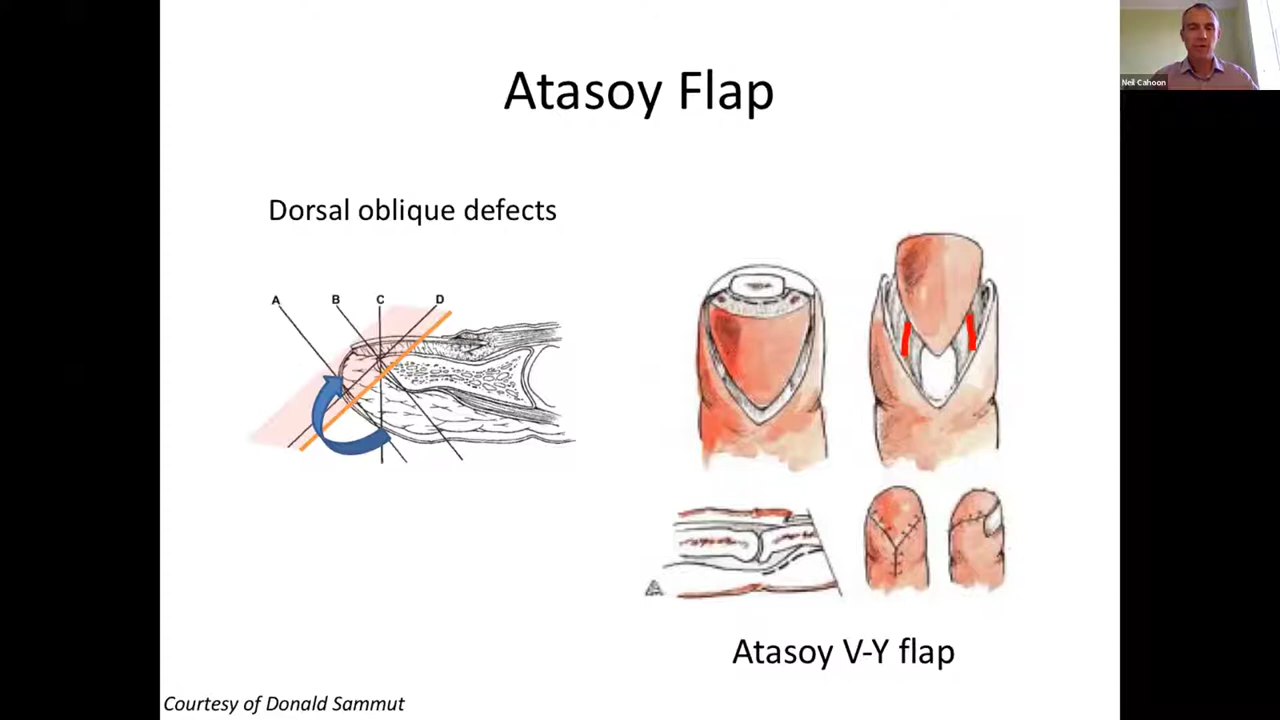 Neil Cahoon
Atasoy Flap
Dorsal oblique defects
A B C D
Atasoy V-Y flap
Courtesy of Donald Sammut